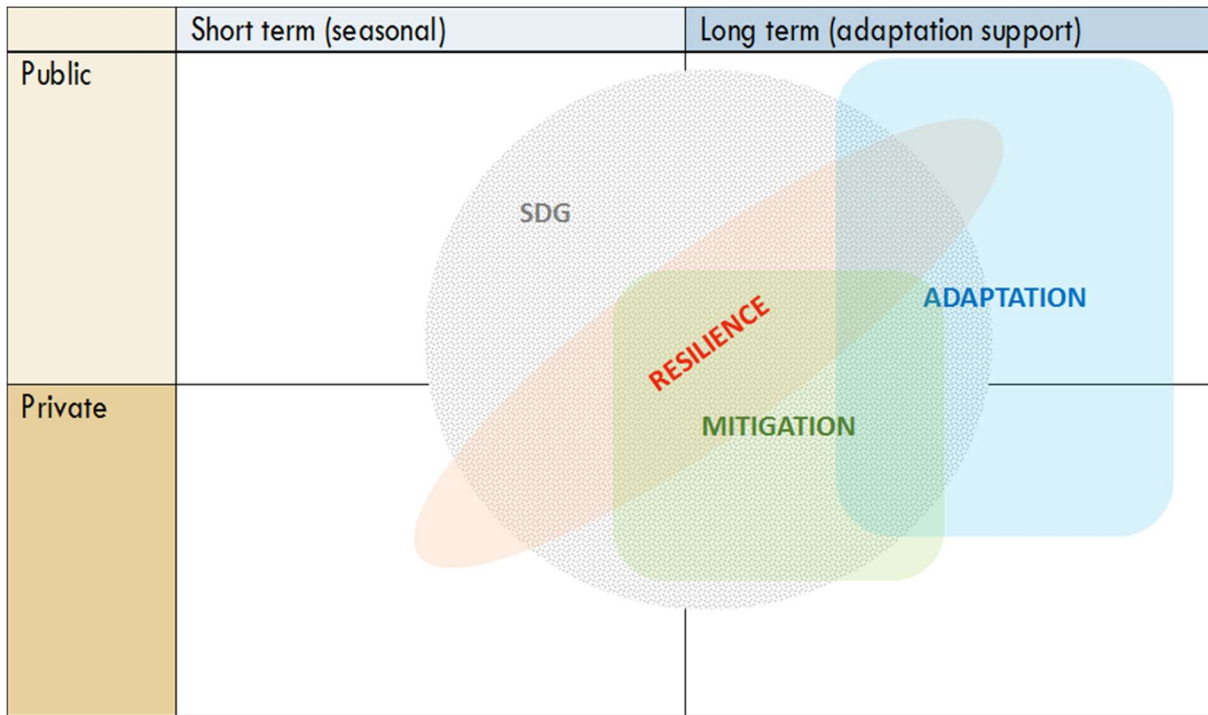 Short term (seasonal)
Long term (adaptation support)
Public
SDG
ADAPTATION
RESILIENCE
Private
MITIGATION